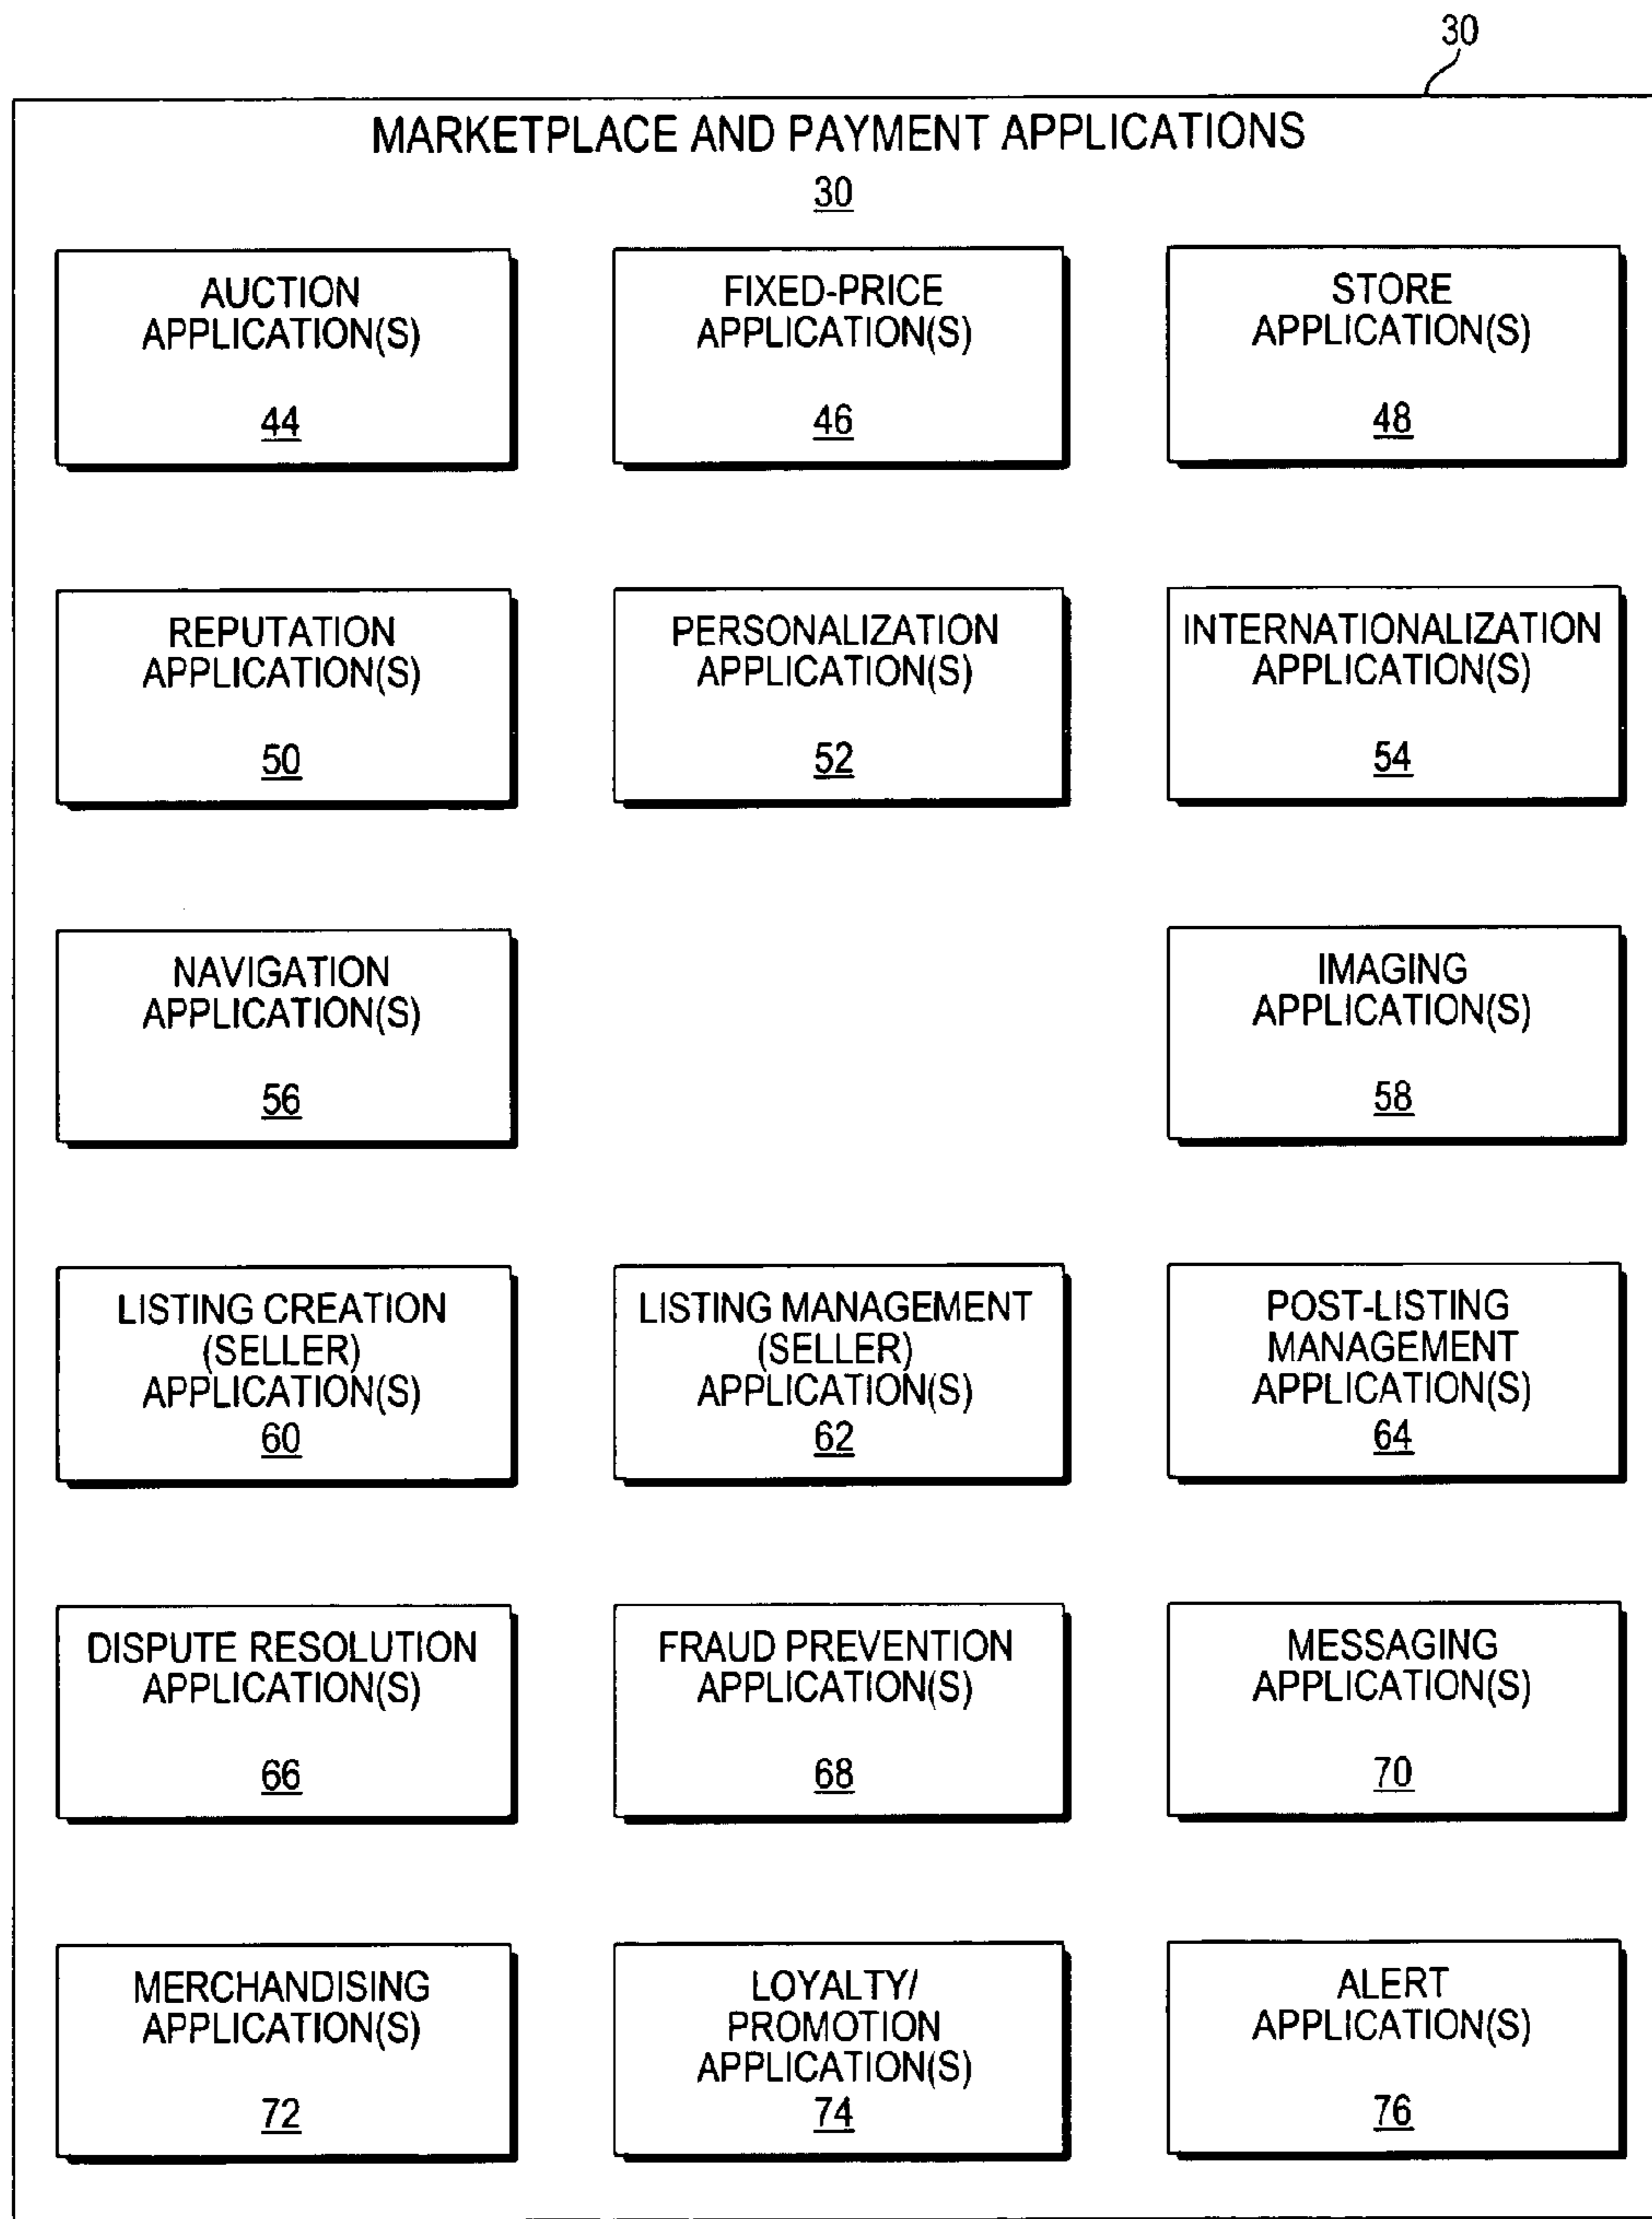 30
MARKETPLACE AND PAYMENT APPLICATIONS
30
AUCTION
APPLICATION(S)
44
FIXED-PRICE
APPLICATION(S)
46
STORE
APPLICATION(S)
48
REPUTATION
APPLICATION(S)
50
PERSONALIZATION
APPLICATION(S)
52
INTERNATIONALIZATION
APPLICATION(S)
54
NAVIGATION
APPLICATION(S)
56
IMAGING
APPLICATION(S)
58
LISTING CREATION
(SELLER)
APPLICATION(S)
60
LISTING MANAGEMENT
(SELLER)
APPLICATION(S)
62
POST-LISTING
MANAGEMENT
APPLICATION(S)
64
DISPUTE RESOLUTION
APPLICATION(S)
66
FRAUD PREVENTION
APPLICATION(S)
68
MESSAGING
APPLICATION(S)
70
MERCHANDISING
APPLICATION(S)
72
LOYALTY/
PROMOTION
APPLICATION(S)
74
ALERT
APPLICATION(S)
76